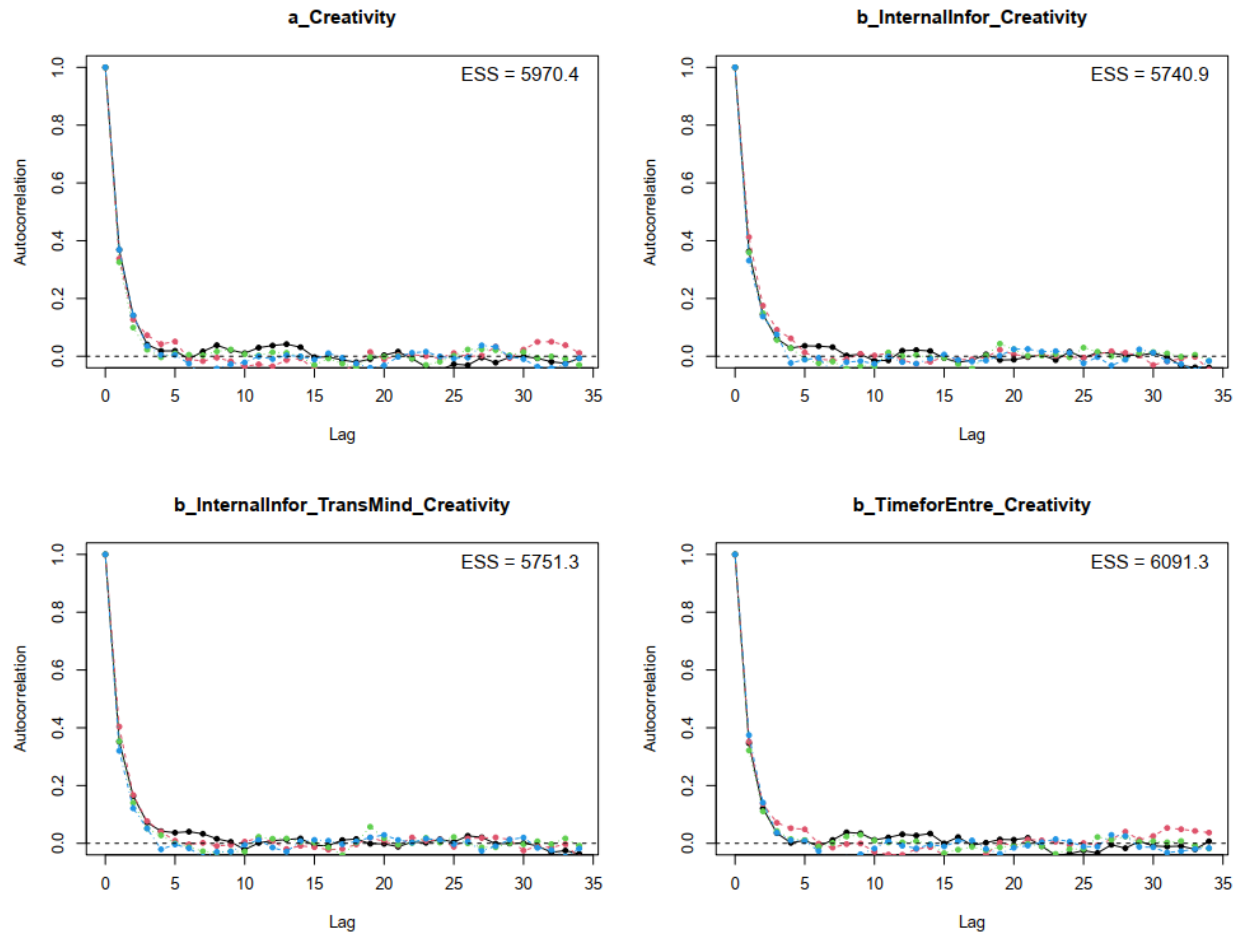 a_Creativity
ESS = 5970.4
Autocorrelation
1.0
0.8
0.6
0.4
0.2
0.0
0 5 10 15 20 25 30 35
Lag
b_InternalInfor_Creativity
ESS = 5740.9
Autocorrelation
1.0
0.8
0.6
0.4
0.2
0.0
0 5 10 15 20 25 30 35
Lag
b_InternalInfor_TransMind_Creativity
ESS = 5751.3
Autocorrelation
1.0
0.8
0.6
0.4
0.2
0.0
0 5 10 15 20 25 30 35
Lag
b_TimeforEntre_Creativity
ESS = 6091.3
Autocorrelation
1.0
0.8
0.6
0.4
0.2
0.0
0 5 10 15 20 25 30 35
Lag